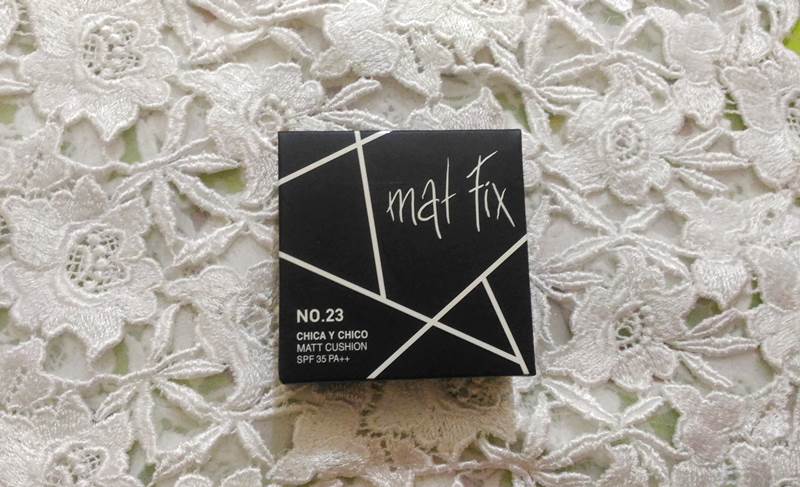 mat Fix
NO.23
CHICA Y CHICO
MATT CUSHION
SPF 35 PA++